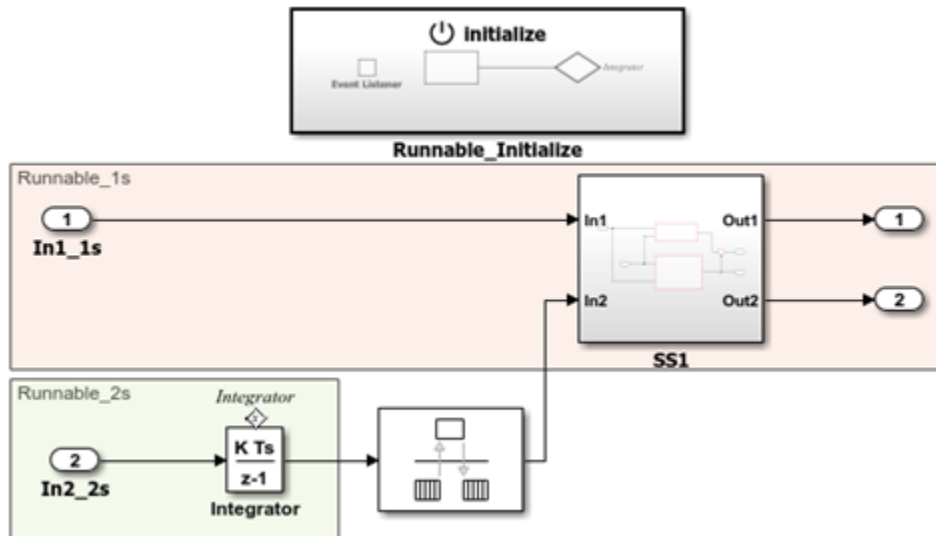 initialize
Event Listener
Integrator
Runnable_Initialize
Runnable_1s
1
In1_1s
In1
Out1
1
In2
Out2
2
SS1
Runnable_2s
Integrator
x
2
In2_2s
K Ts
z-1
Integrator